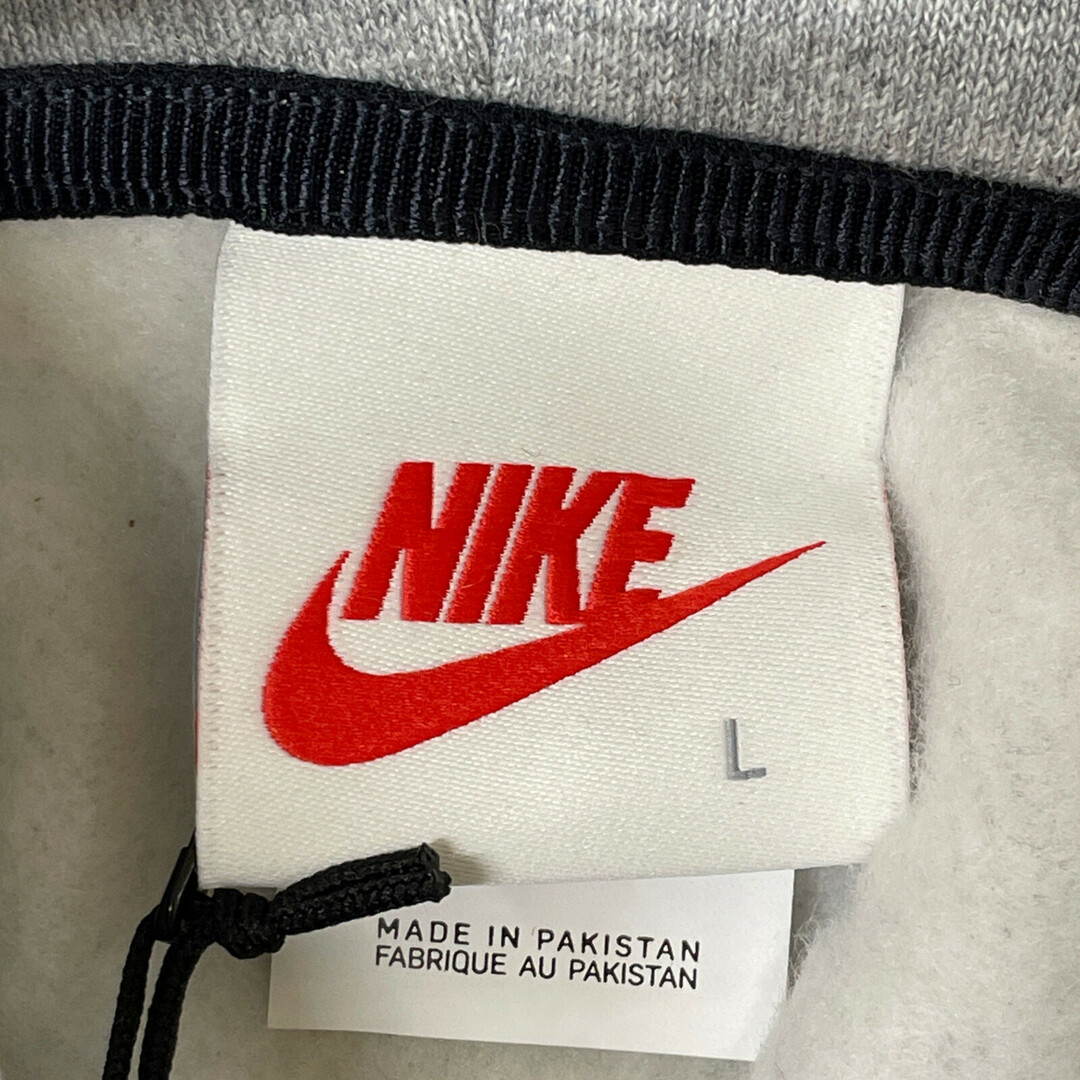 NIKE
L
MADE IN PAKISTAN
FABRIQUE AU PAKISTAN